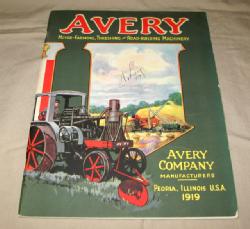 AVERY
MOTOR-FARMING, THRESHING AND ROAD-BUILDING MACHINERY
AVERY
COMPANY
MANUFACTURERS
PEORIA, ILLINOIS U.S.A.
1919